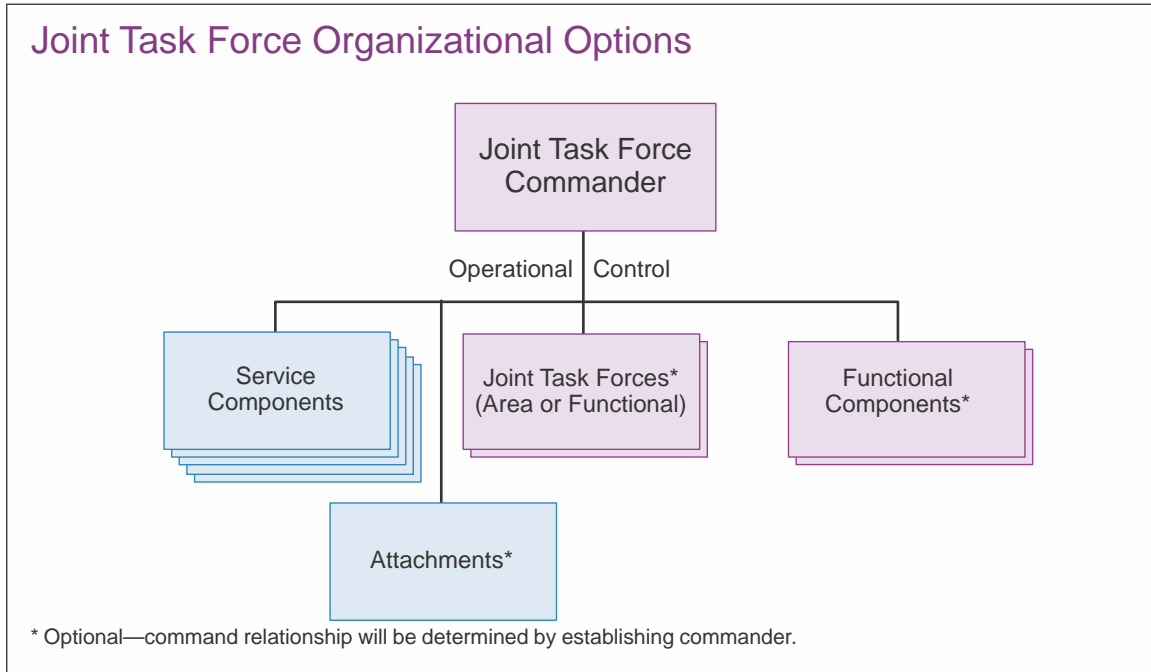 Joint Task Force Organizational Options
Joint Task Force
Commander
Operational Control
Service
Components
Joint Task Forces*
(Area or Functional)
Functional
Components*
Attachments*
* Optional—command relationship will be determined by establishing commander.